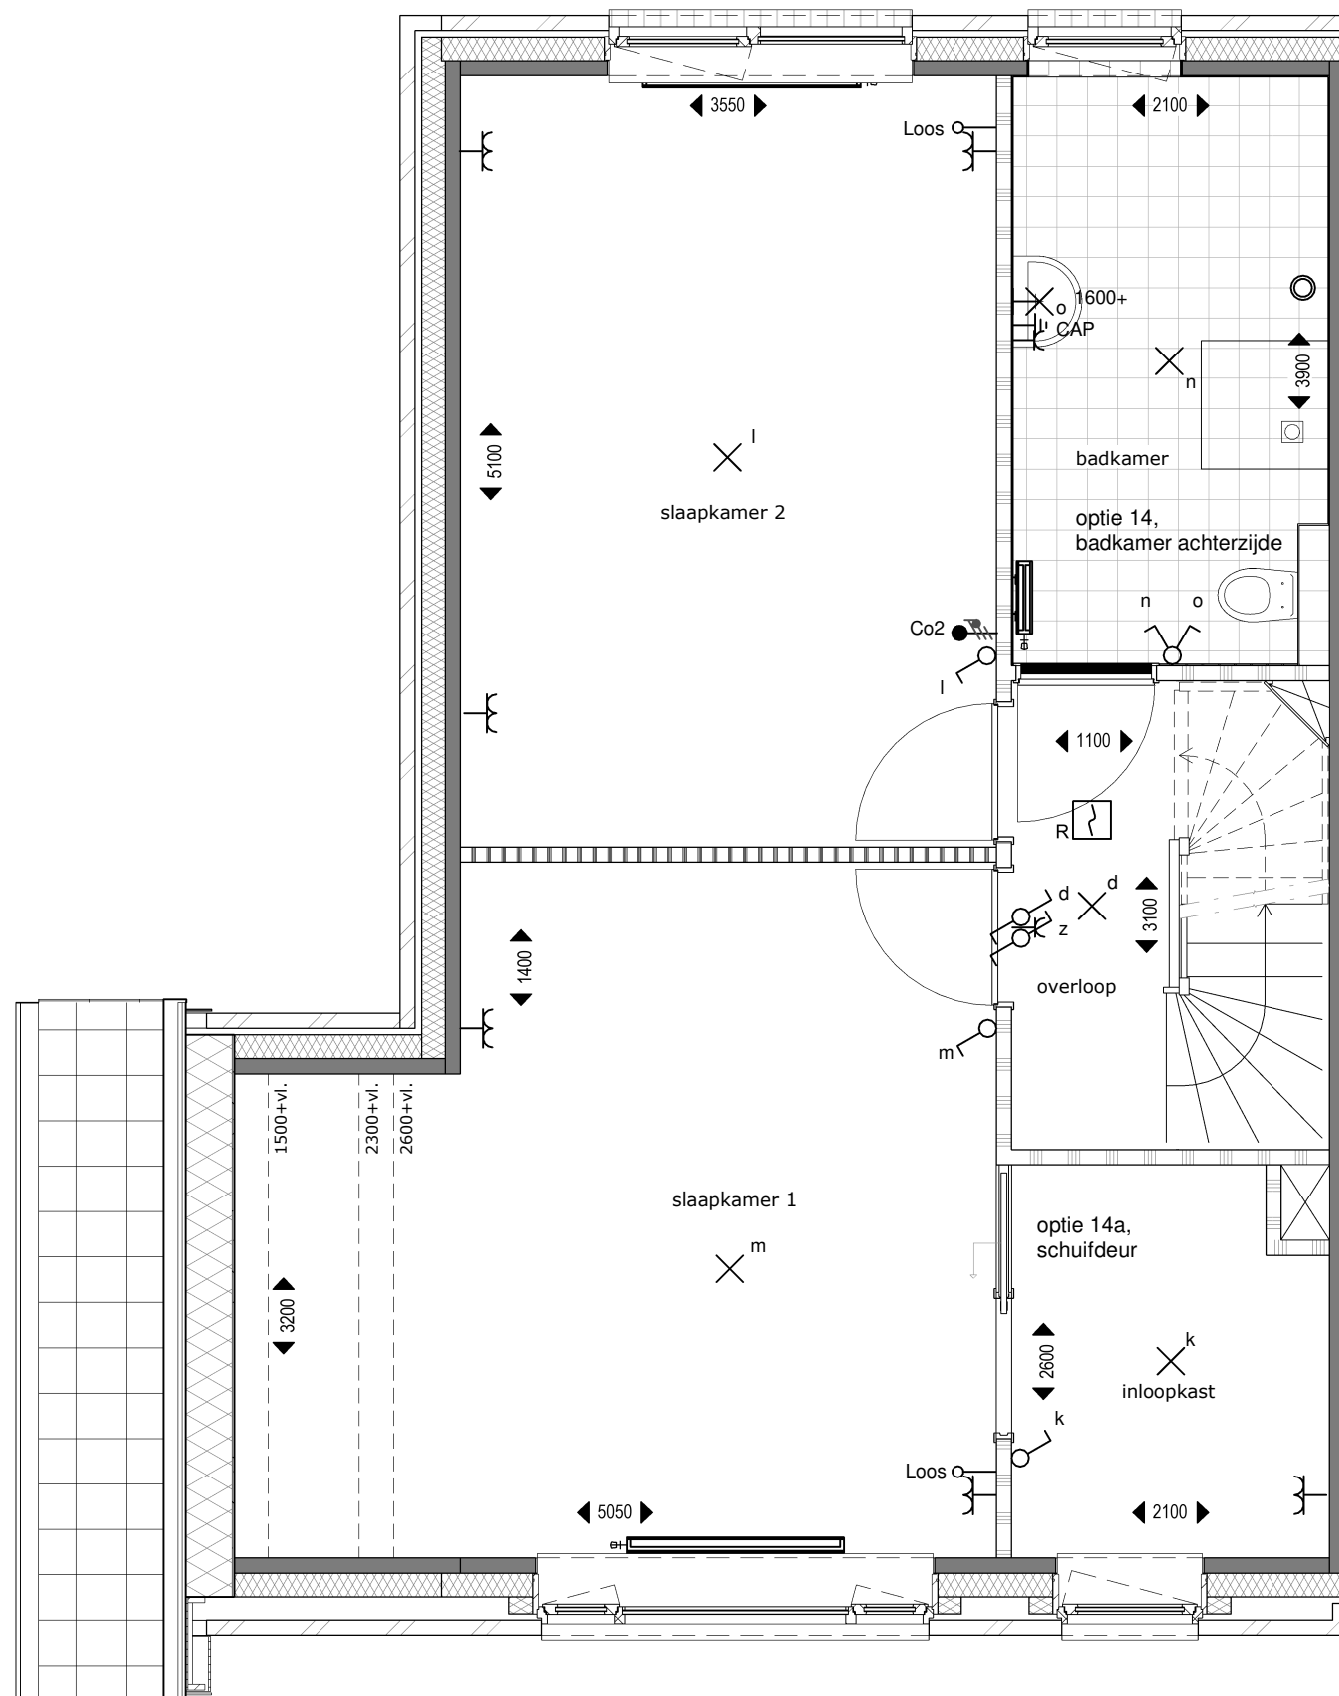 3550
2100
Loos
1600+
o
CAP
n
3900
l
5100
slaapkamer 2
badkamer
optie 14,
badkamer achterzijde
n o
Co2
l
1100
R
d
d
z
3100
1400
overloop
m
1500+vl.
2300+vl.
2600+vl.
slaapkamer 1
optie 14a,
schuifdeur
m
3200
2600
k
inloopkast
k
Loos
5050
2100